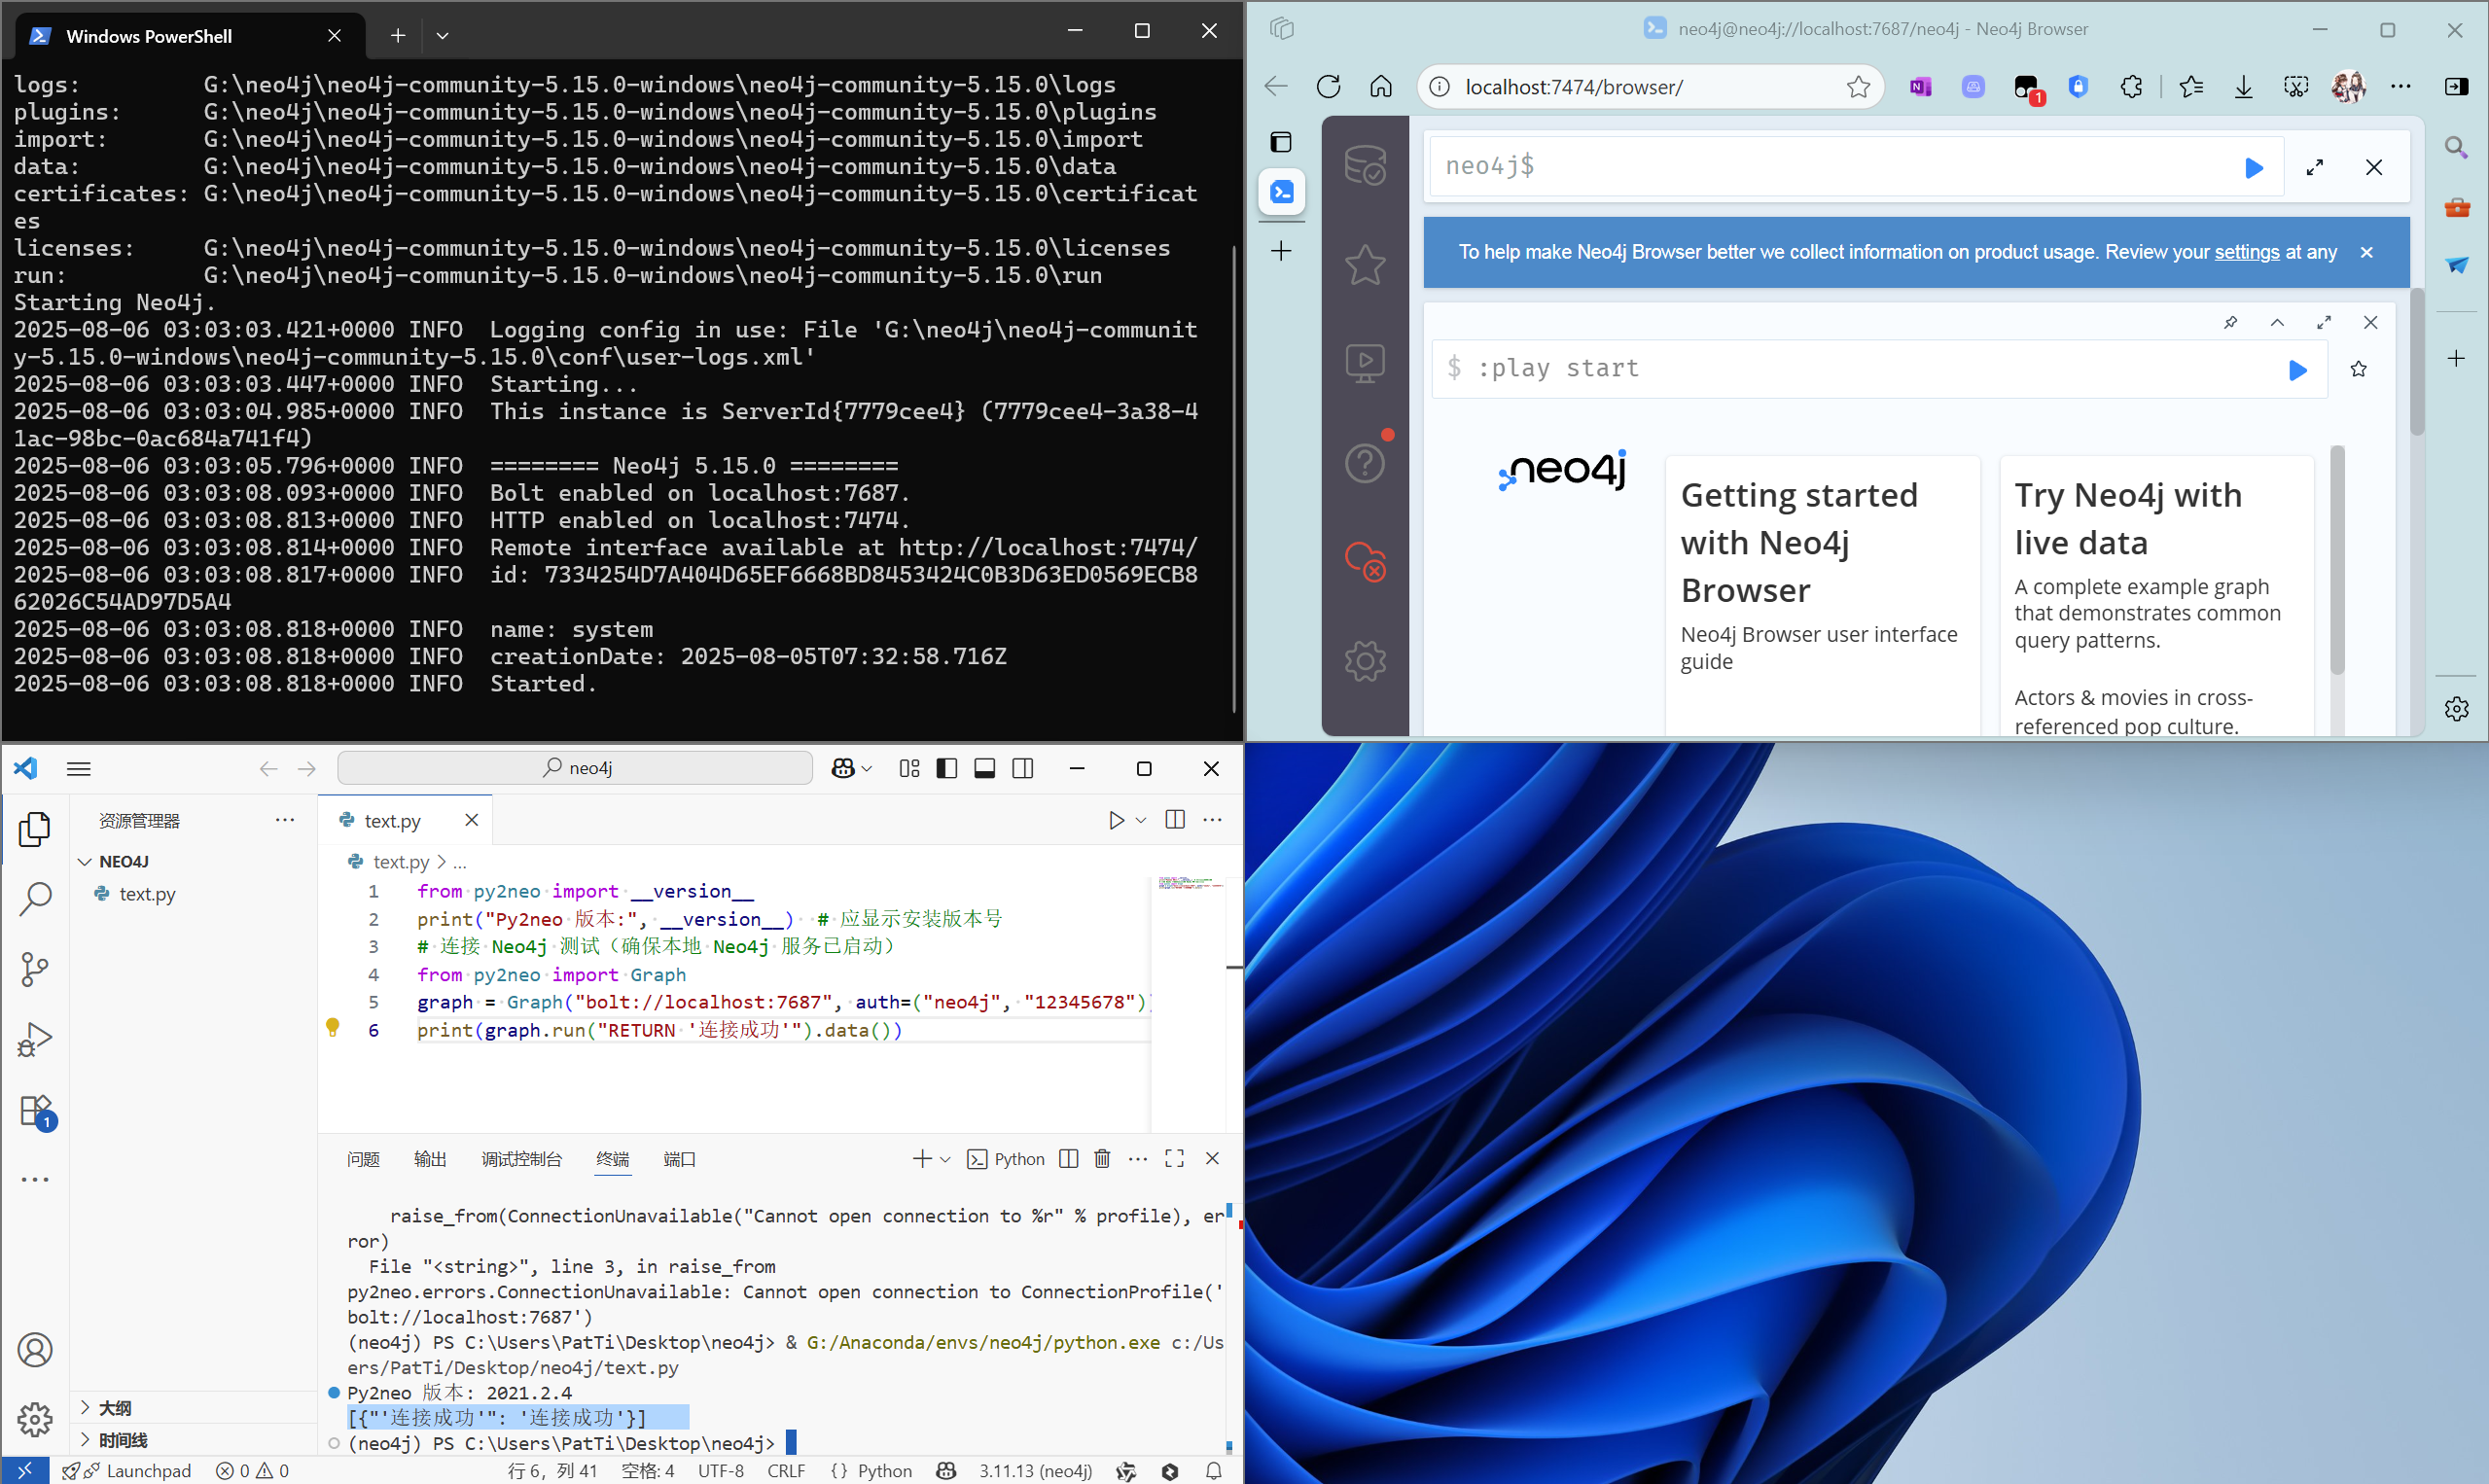 Windows PowerShell
logs:         G:\neo4j\neo4j-community-5.15.0-windows\neo4j-community-5.15.0\logs
plugins:      G:\neo4j\neo4j-community-5.15.0-windows\neo4j-community-5.15.0\plugins
import:       G:\neo4j\neo4j-community-5.15.0-windows\neo4j-community-5.15.0\import
data:         G:\neo4j\neo4j-community-5.15.0-windows\neo4j-community-5.15.0\data
certificates: G:\neo4j\neo4j-community-5.15.0-windows\neo4j-community-5.15.0\certificat
es
licenses:     G:\neo4j\neo4j-community-5.15.0-windows\neo4j-community-5.15.0\licenses
run:          G:\neo4j\neo4j-community-5.15.0-windows\neo4j-community-5.15.0\run
Starting Neo4j.
2025-08-06 03:03:03.421+0000 INFO  Logging config in use: File 'G:\neo4j\neo4j-communit
y-5.15.0-windows\neo4j-community-5.15.0\conf\user-logs.xml'
2025-08-06 03:03:03.447+0000 INFO  Starting...
2025-08-06 03:03:04.985+0000 INFO  This instance is ServerId{7779cee4} (7779cee4-3a38-4
1ac-98bc-0ac684a741f4)
2025-08-06 03:03:05.796+0000 INFO  ======== Neo4j 5.15.0 ========
2025-08-06 03:03:08.093+0000 INFO  Bolt enabled on localhost:7687.
2025-08-06 03:03:08.813+0000 INFO  HTTP enabled on localhost:7474.
2025-08-06 03:03:08.814+0000 INFO  Remote interface available at http://localhost:7474/
2025-08-06 03:03:08.817+0000 INFO  id: 7334254D7A404D65EF6668BD8453424C0B3D63ED0569ECB8
62026C54AD97D5A4
2025-08-06 03:03:08.818+0000 INFO  name: system
2025-08-06 03:03:08.818+0000 INFO  creationDate: 2025-08-05T07:32:58.716Z
2025-08-06 03:03:08.818+0000 INFO  Started.
neo4j@neo4j://localhost:7687/neo4j - Neo4j Browser
localhost:7474/browser/
1
neo4j$
To help make Neo4j Browser better we collect information on product usage. Review your settings at any
$ :play start
neo4j
Getting started
with Neo4j
Browser
Neo4j Browser user interface
guide
Try Neo4j with
live data
A complete example graph
that demonstrates common
query patterns.
Actors & movies in cross-
referenced pop culture.
neo4j
资源管理器
NEO4J
text.py
1
大纲
时间线
text.py
text.py > ...
1 from py2neo import __version__
2 print("Py2neo 版本:", __version__)  # 应显示安装版本号
3 # 连接 Neo4j 测试（确保本地 Neo4j 服务已启动）
4 from py2neo import Graph
5 graph = Graph("bolt://localhost:7687", auth=("neo4j", "12345678"))
6 print(graph.run("RETURN '连接成功'").data())
问题 输出 调试控制台 终端 端口 Python
raise_from(ConnectionUnavailable("Cannot open connection to %r" % profile), er
ror)
File "<string>", line 3, in raise_from
py2neo.errors.ConnectionUnavailable: Cannot open connection to ConnectionProfile('
bolt://localhost:7687')
(neo4j) PS C:\Users\PatTi\Desktop\neo4j> & G:/Anaconda/envs/neo4j/python.exe c:/Us
ers/PatTi/Desktop/neo4j/text.py
Py2neo 版本: 2021.2.4
[{"'连接成功'": '连接成功'}]
(neo4j) PS C:\Users\PatTi\Desktop\neo4j>
Launchpad 0 0 行 6，列 41 空格: 4 UTF-8 CRLF {} Python 3.11.13 (neo4j)